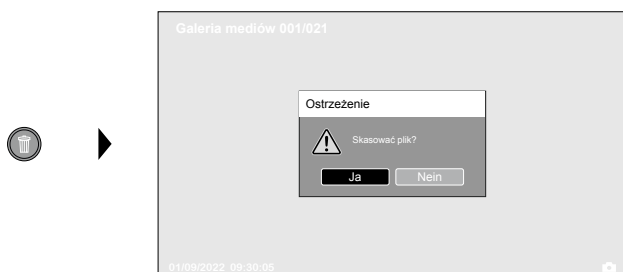 Galeria mediów 001/021
Ostrzeżenie
Skasować plik?
Ja Nein
01/09/2022 09:30:05